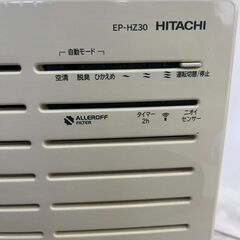 EP-HZ30 HITACHI
自動モード
空清 脱臭 ひかえめ 運転切替/停止
ALLEROFF FILTER タイマー 2h ニオイセンサー